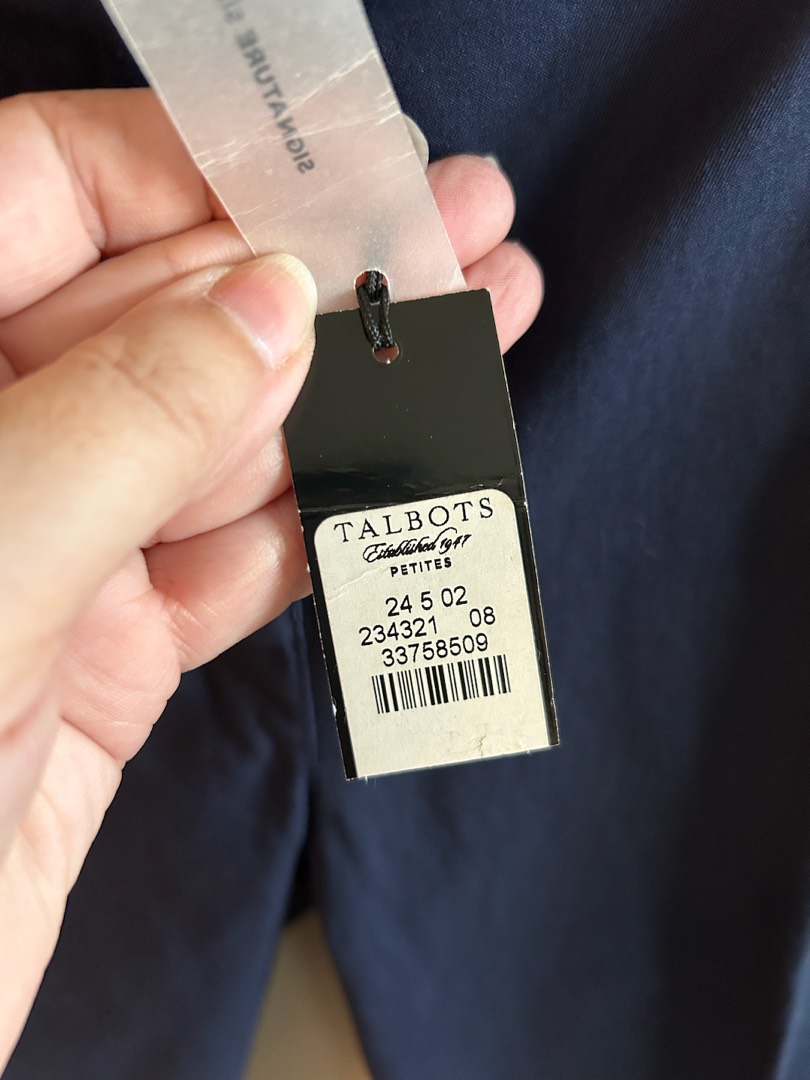 SIGNATURE
TALBOTS
Established 1947
PETITES
24 5 02
234321 08
33758509